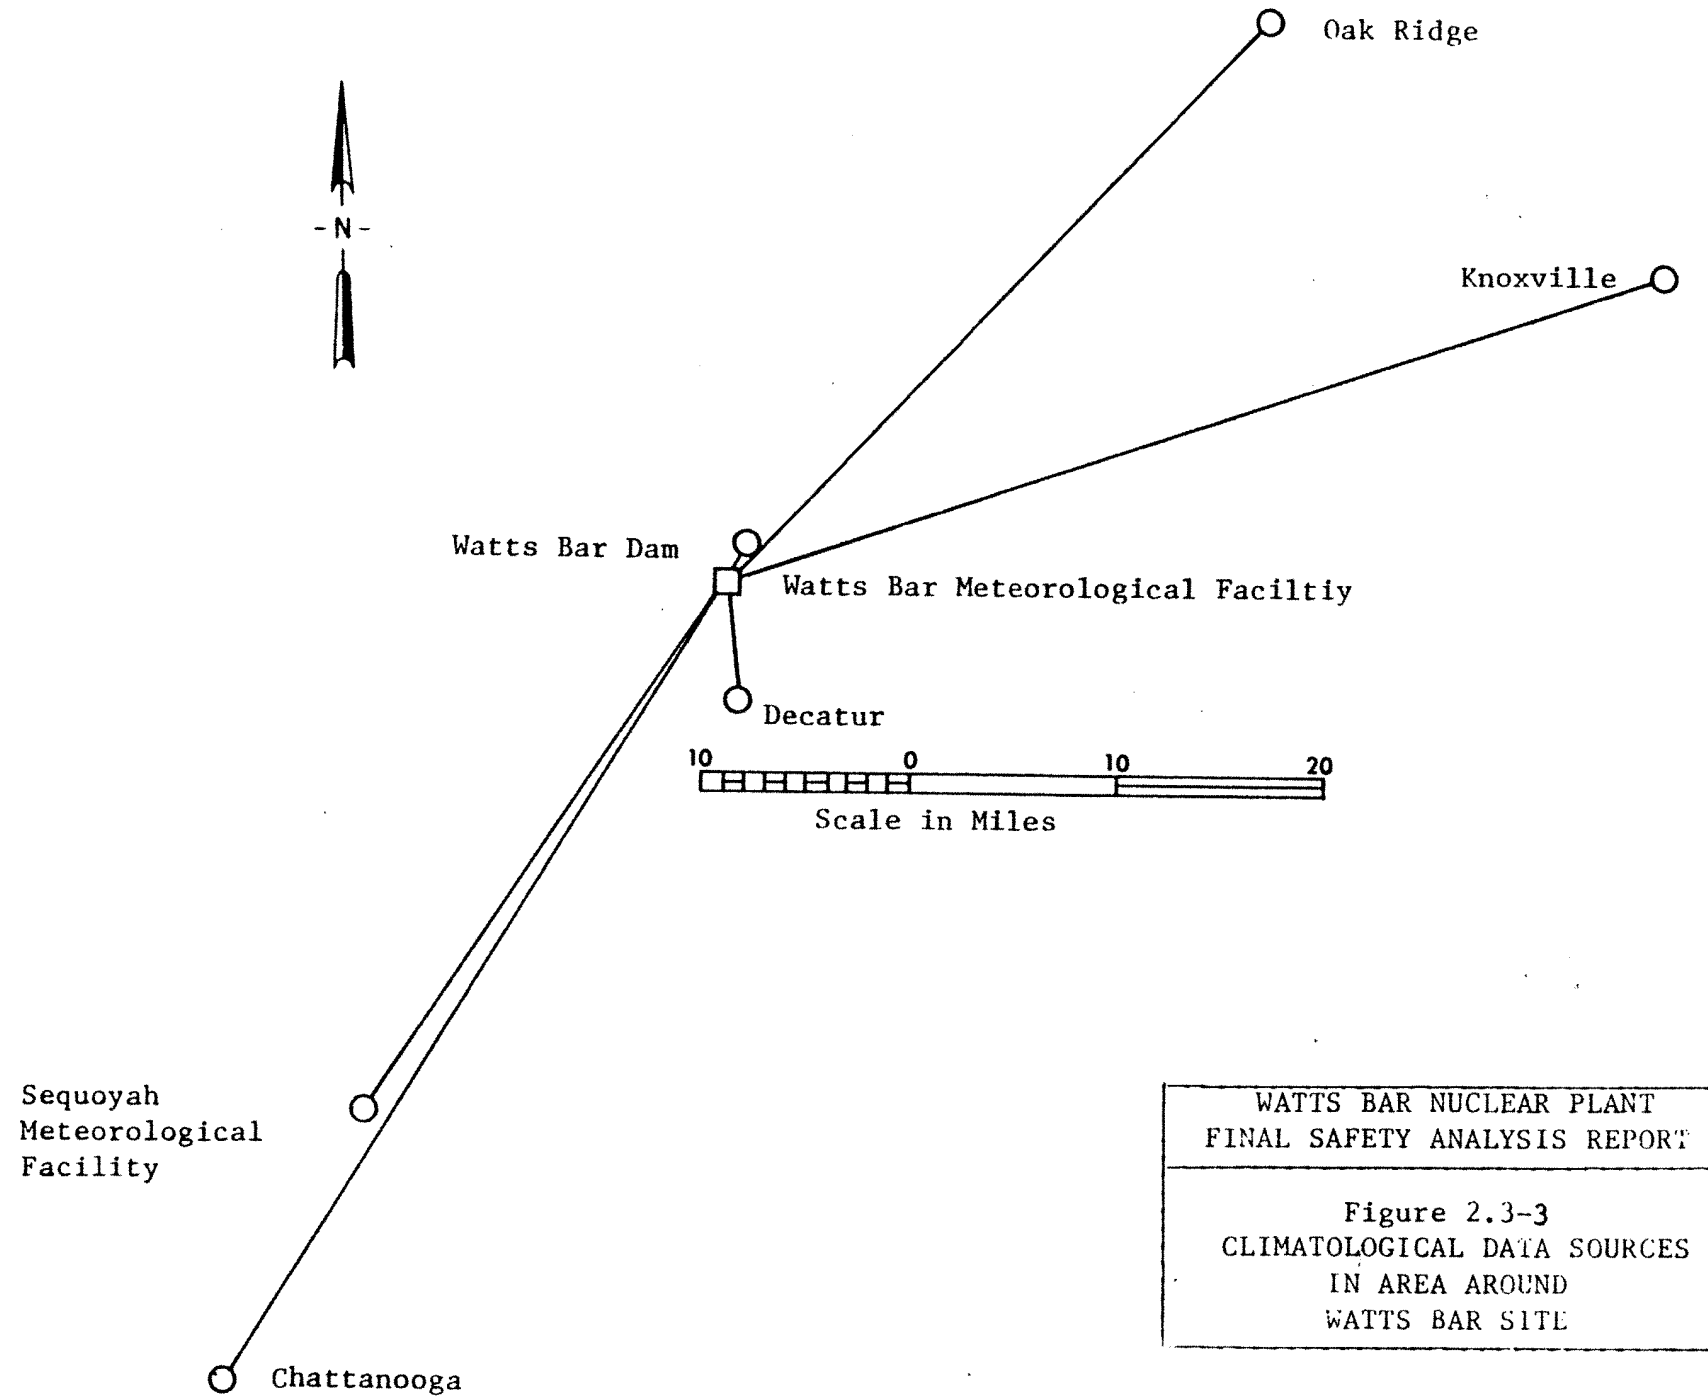 Oak Ridge
- N -
Knoxville
Watts Bar Dam
Watts Bar Meteorological Faciltiy
Decatur
10 0 10 20
Scale in Miles
Sequoyah
Meteorological
Facility
Chattanooga
WATTS BAR NUCLEAR PLANT
FINAL SAFETY ANALYSIS REPORT
Figure 2.3-3
CLIMATOLOGICAL DATA SOURCES
IN AREA AROUND
WATTS BAR SITE